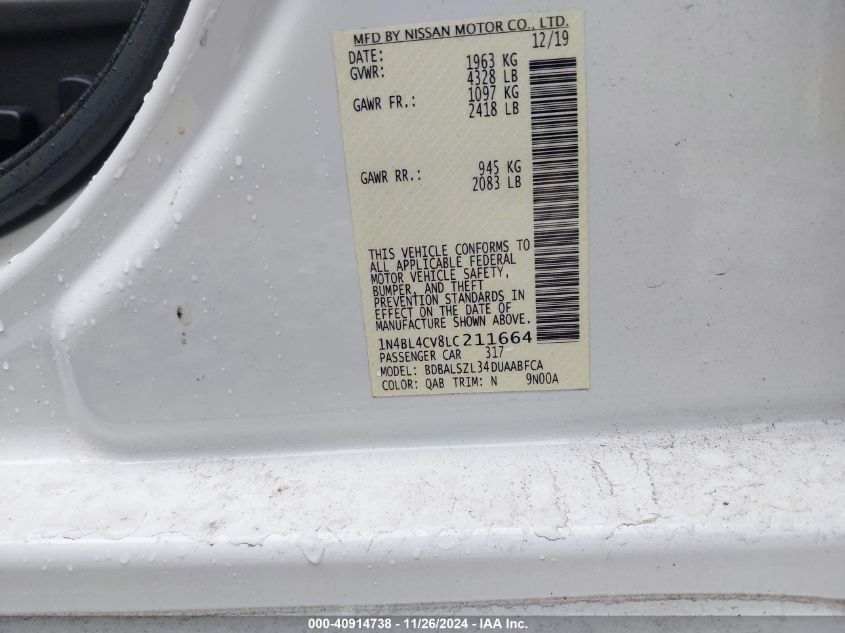 MFD BY NISSAN MOTOR CO., LTD.
DATE: 12/19
GVWR: 1963 KG
4328 LB
GAWR FR.: 1097 KG
2418 LB
GAWR RR.: 945 KG
2083 LB
THIS VEHICLE CONFORMS TO
ALL APPLICABLE FEDERAL
MOTOR VEHICLE SAFETY,
BUMPER, AND THEFT
PREVENTION STANDARDS IN
EFFECT ON THE DATE OF
MANUFACTURE SHOWN ABOVE.
1N4BL4CV8LC211664
PASSENGER CAR 317
MODEL: BDBALSZL34DUAABFCA
COLOR: QAB TRIM: N 9N00A
000-40914738 - 11/26/2024 - IAA Inc.